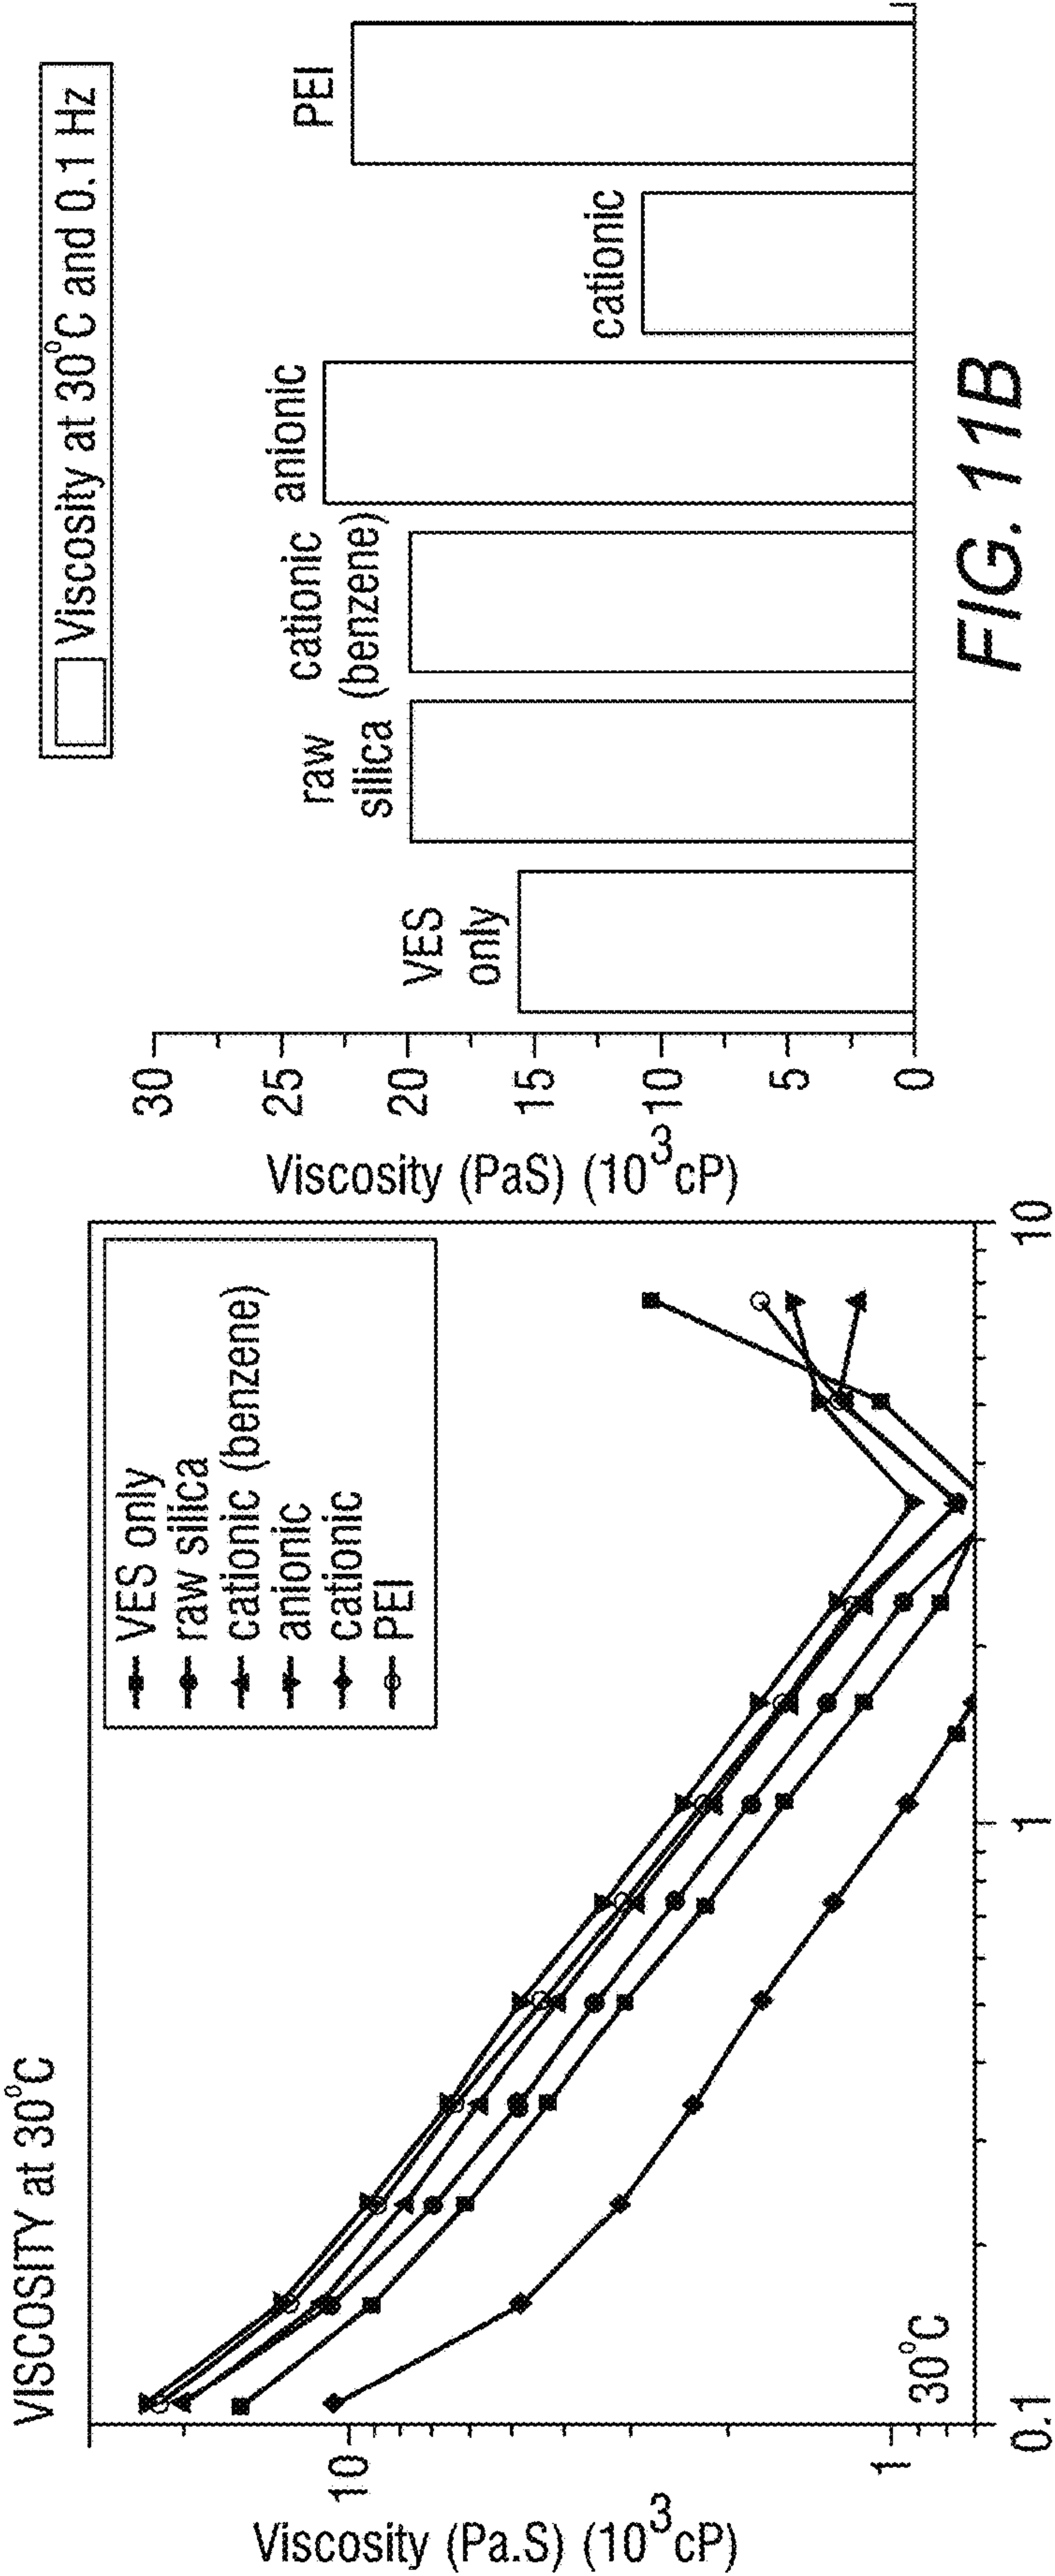 VISCOSITY at 30°C
Viscosity (Pa.S) (10³cP)
10
1
VES only
raw silica
cationic (benzene)
anionic
cationic
PEI
30°C
0.1
1
10
Viscosity at 30°C and 0.1 Hz
Viscosity (PaS) (10³cP)
30
25
20
15
10
5
0
VES
only
raw
silica
cationic
(benzene)
anionic
cationic
PEI
FIG. 11B